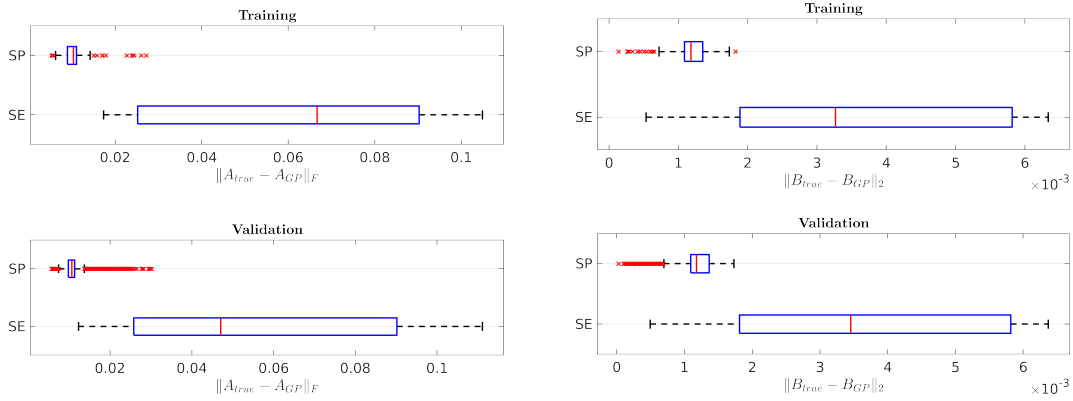 Training
SP
SE
0.02 0.04 0.06 0.08 0.1
‖A_true − A_GP‖_F
Training
SP
SE
0 1 2 3 4 5 6
×10⁻³
‖B_true − B_GP‖₂
Validation
SP
SE
0.02 0.04 0.06 0.08 0.1
‖A_true − A_GP‖_F
Validation
SP
SE
0 1 2 3 4 5 6
×10⁻³
‖B_true − B_GP‖₂